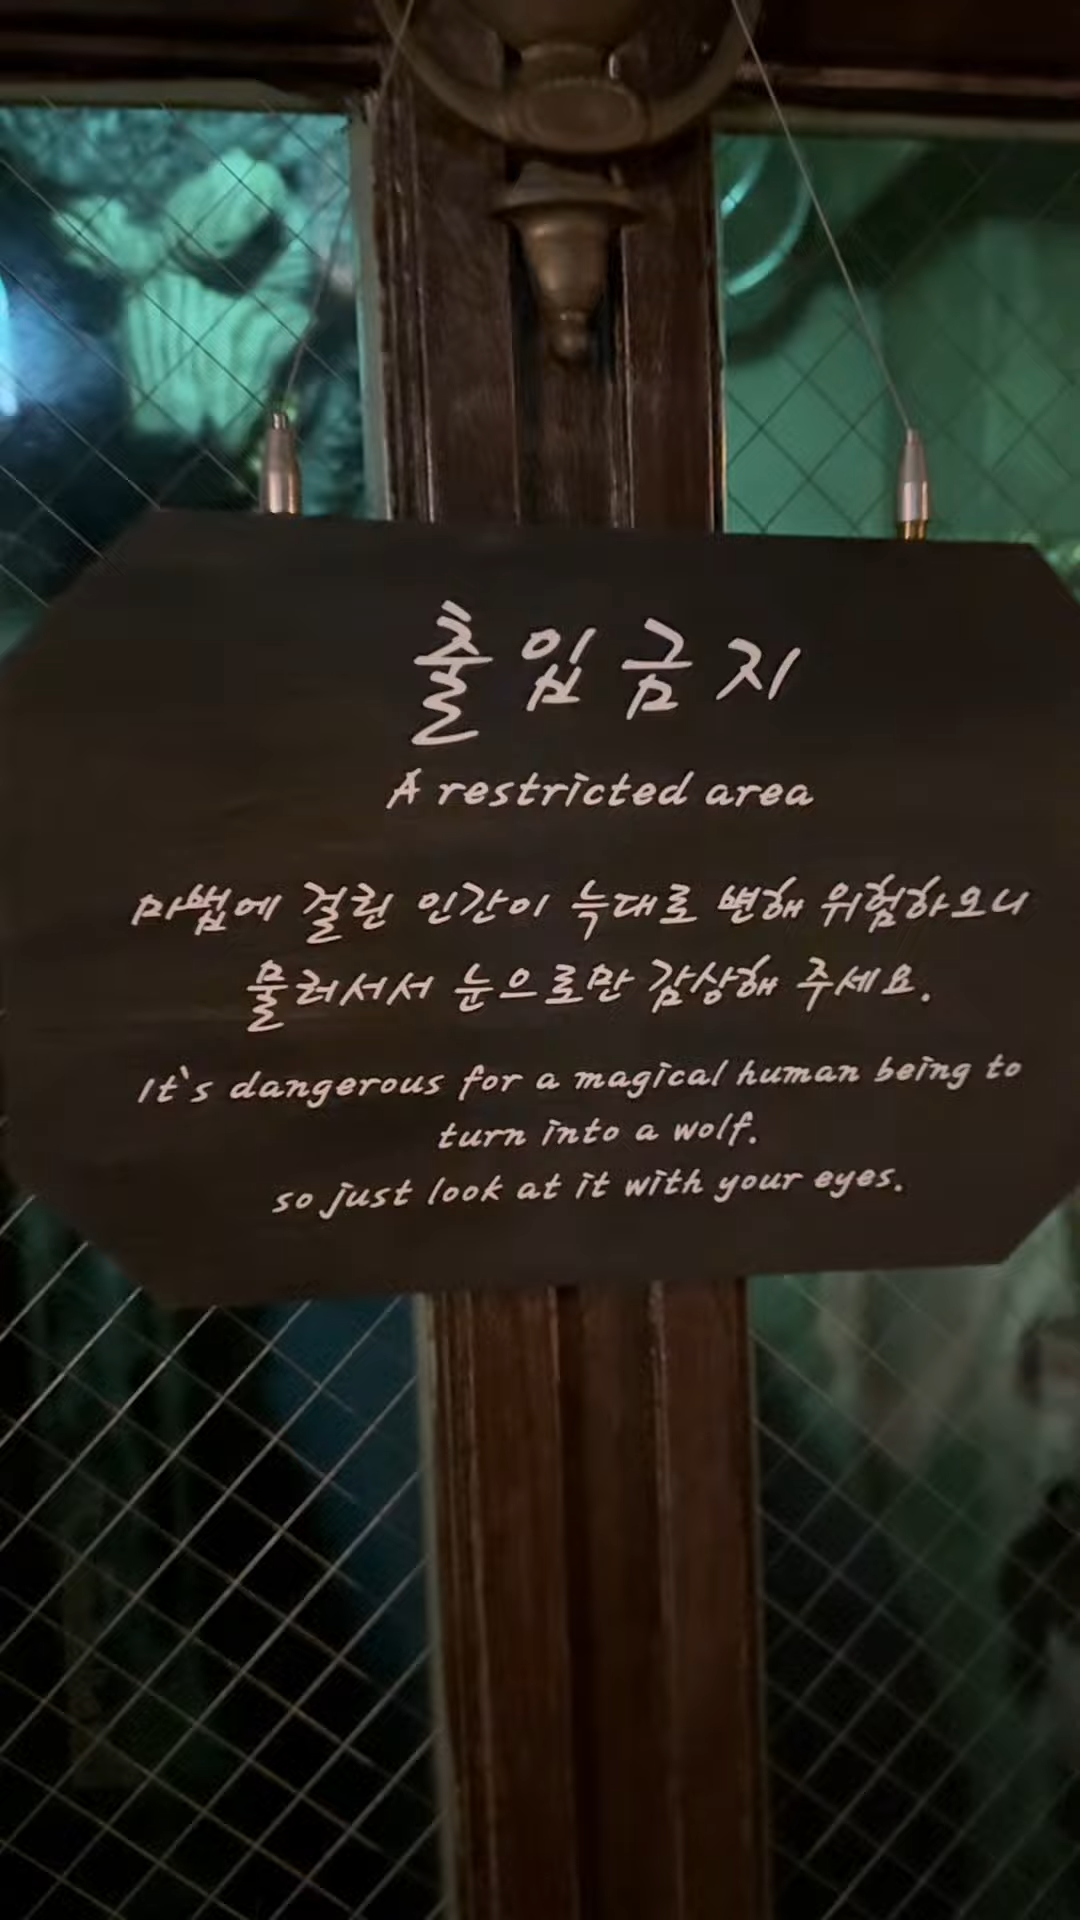 출입금지
A restricted area
마법에 걸린 인간이 늑대로 변해 위험하오니
물러서서 눈으로만 감상해 주세요.
It`s dangerous for a magical human being to
turn into a wolf.
so just look at it with your eyes.